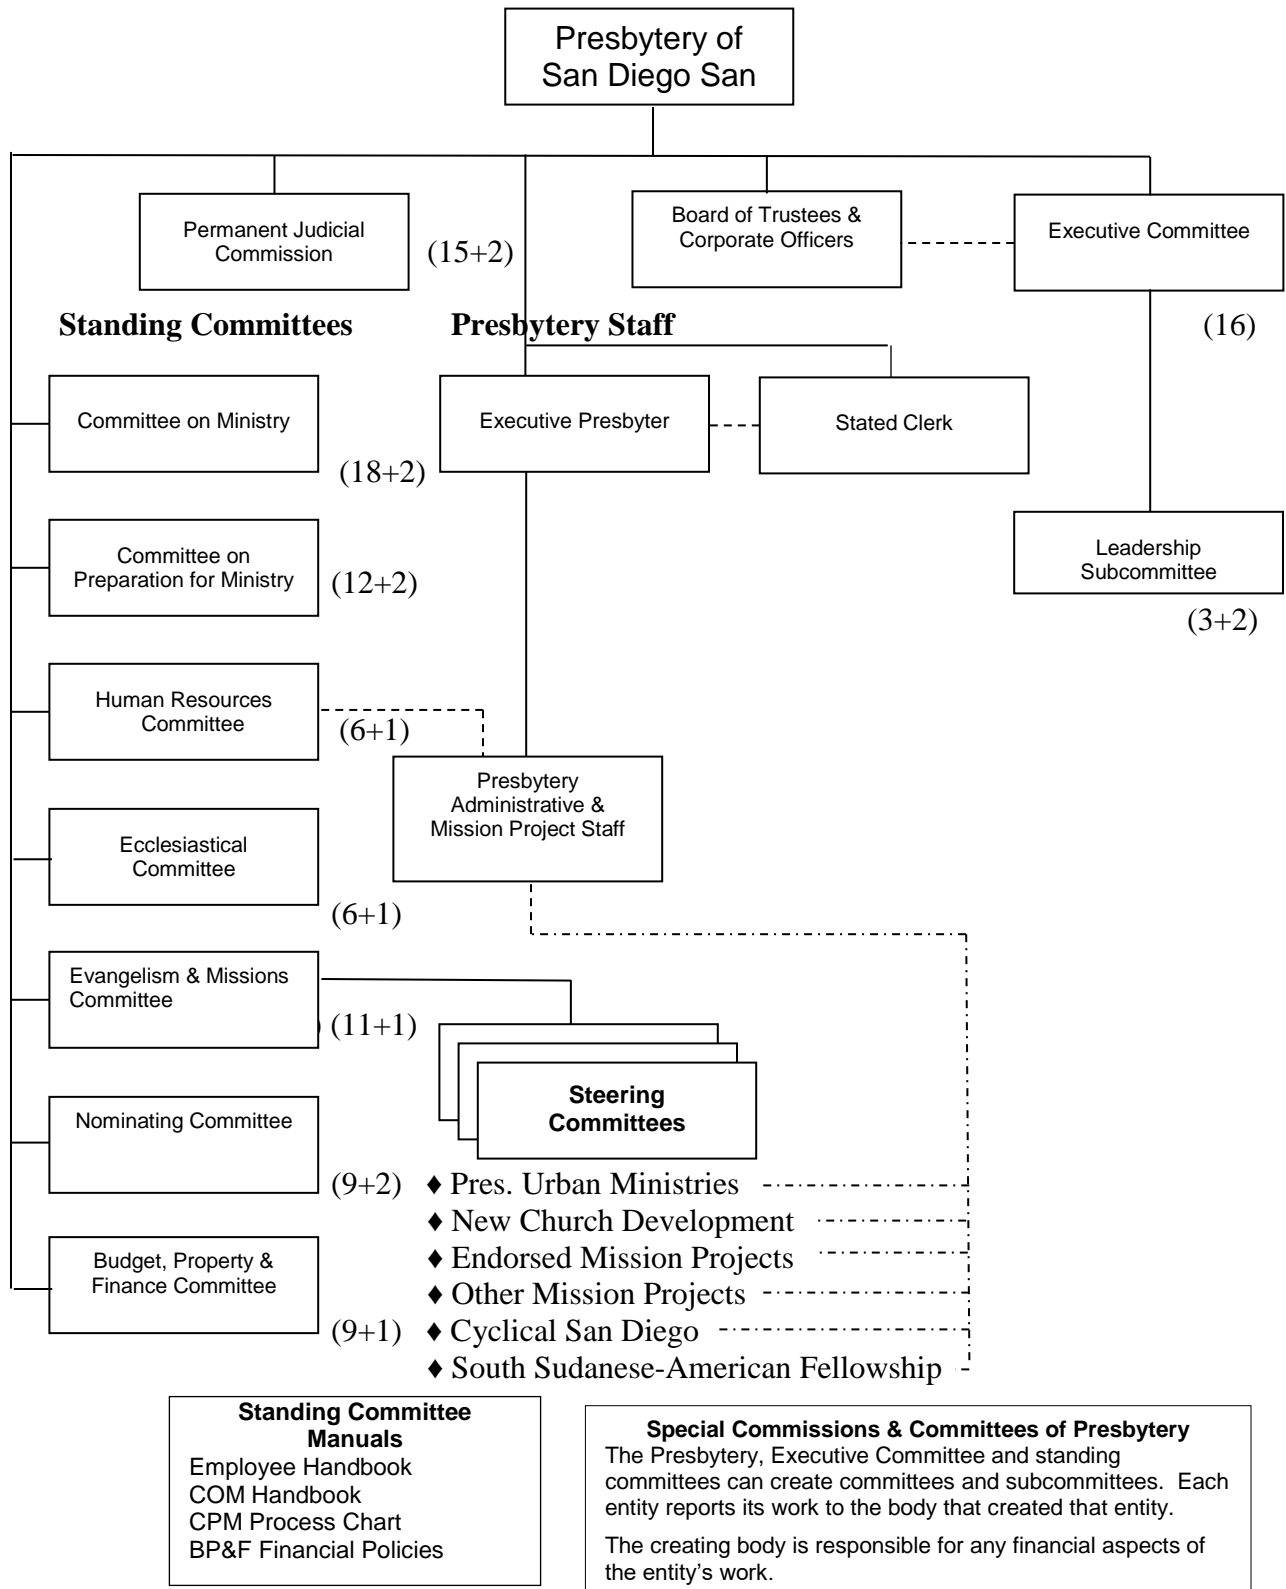 Presbytery of
San Diego San
Permanent Judicial
Commission
(15+2)
Board of Trustees &
Corporate Officers
Executive Committee
(16)
Standing Committees
Presbytery Staff
Committee on Ministry
(18+2)
Executive Presbyter
Stated Clerk
Committee on
Preparation for Ministry
(12+2)
Leadership
Subcommittee
(3+2)
Human Resources
Committee
(6+1)
Presbytery
Administrative &
Mission Project Staff
Ecclesiastical
Committee
(6+1)
Evangelism & Missions
Committee
) (11+1)
Steering
Committees
Nominating Committee
(9+2)
♦ Pres. Urban Ministries
♦ New Church Development
♦ Endorsed Mission Projects
♦ Other Mission Projects
♦ Cyclical San Diego
♦ South Sudanese-American Fellowship
Budget, Property &
Finance Committee
(9+1)
Standing Committee
Manuals
Employee Handbook
COM Handbook
CPM Process Chart
BP&F Financial Policies
Special Commissions & Committees of Presbytery
The Presbytery, Executive Committee and standing
committees can create committees and subcommittees.  Each
entity reports its work to the body that created that entity.
The creating body is responsible for any financial aspects of
the entity’s work.